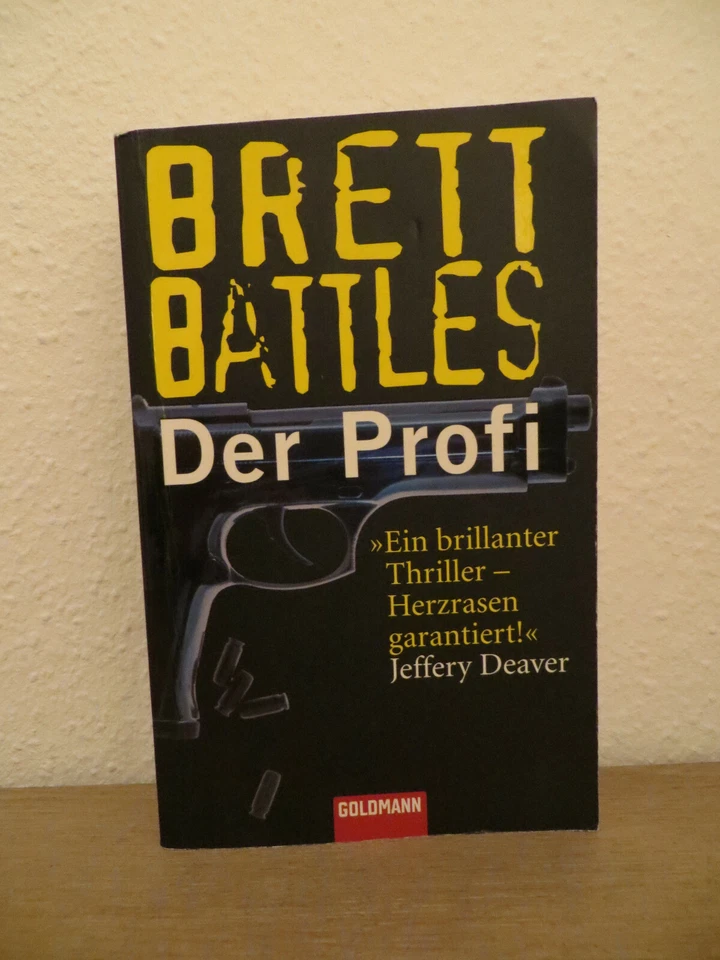 BRETT
BATTLES
Der Profi
»Ein brillanter
Thriller –
Herzrasen
garantiert!«
Jeffery Deaver
GOLDMANN